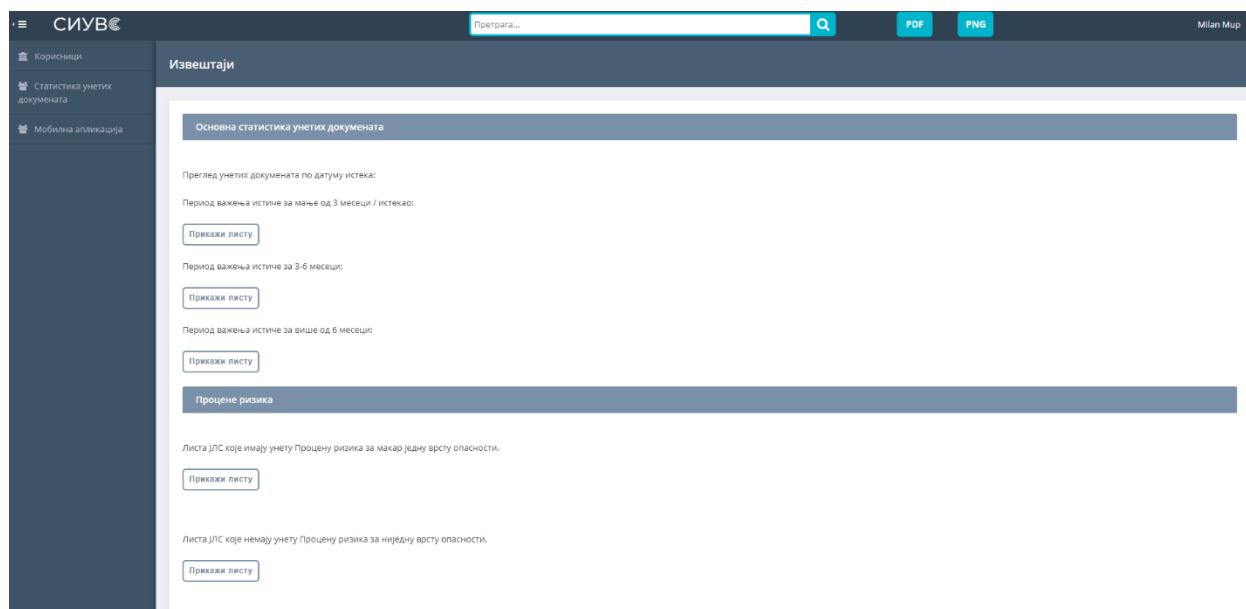 СИУВС
Претрага...
PDF
PNG
Milan Mup
Корисници
Статистика унетих
докумената
Мобилна апликација
Извештаји
Основна статистика унетих докумената
Преглед унетих докумената по датуму истека:
Период важења истиче за мање од 3 месеци / истекао:
Прикажи листу
Период важења истиче за 3-6 месеци:
Прикажи листу
Период важења истиче за више од 6 месеци:
Прикажи листу
Процене ризика
Листа ЈЛС које имају унету Процену ризика за макар једну врсту опасности.
Прикажи листу
Листа ЈЛС које немају унету Процену ризика за ниједну врсту опасности.
Прикажи листу